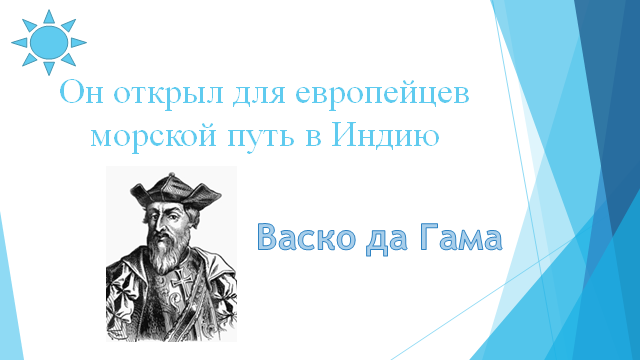 Он открыл для европейцев
морской путь в Индию
Васко да Гама